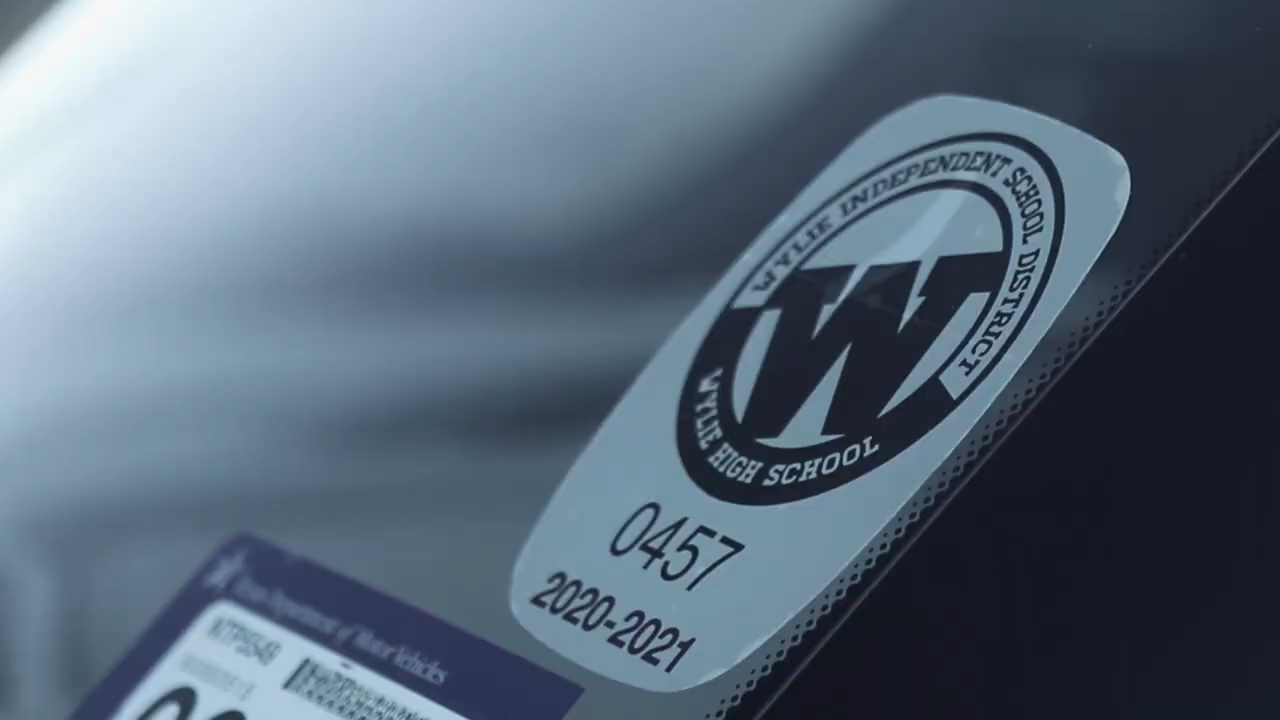 WYLIE INDEPENDENT SCHOOL DISTRICT
W
WYLIE HIGH SCHOOL
0457
2020-2021
Texas Department of Motor Vehicles